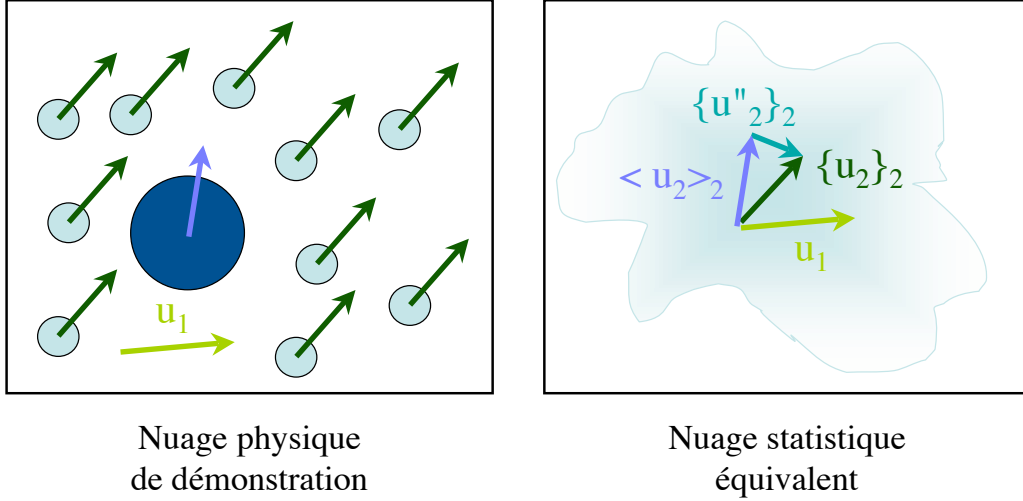 u₁
Nuage physique
de démonstration
{u"₂}₂
< u₂>₂
{u₂}₂
u₁
Nuage statistique
équivalent